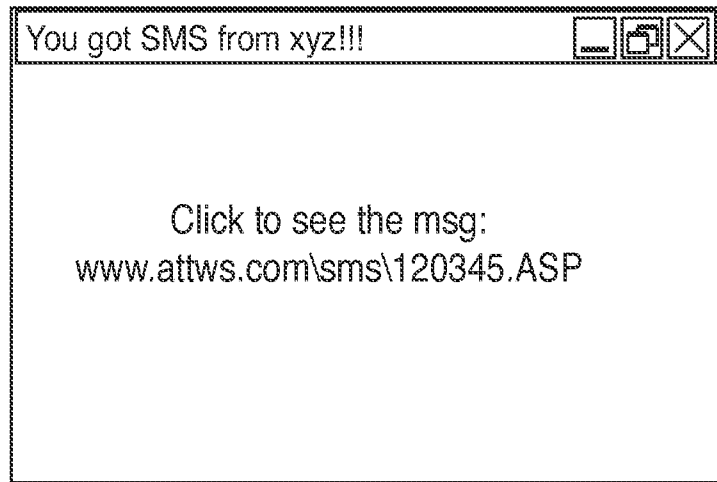 You got SMS from xyz!!!
Click to see the msg:
www.attws.com\sms\120345.ASP